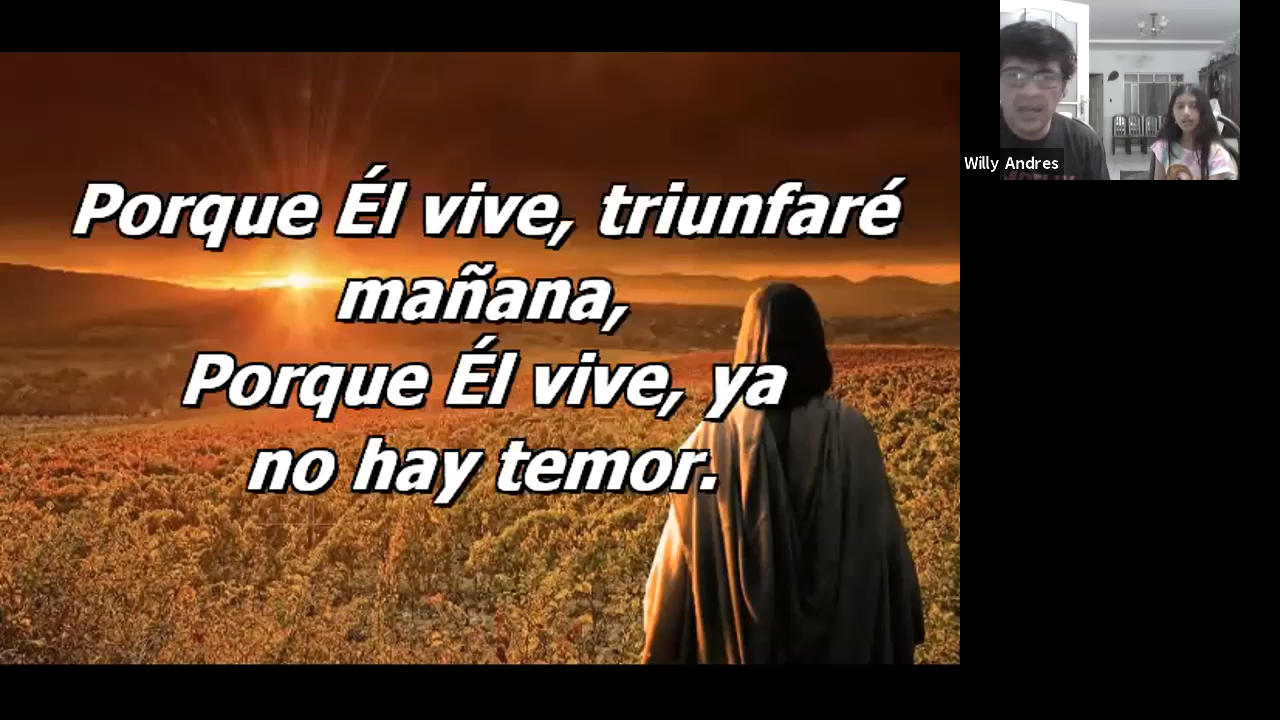 Porque Él vive, triunfaré
mañana,
Porque Él vive, ya
no hay temor.
Willy Andres